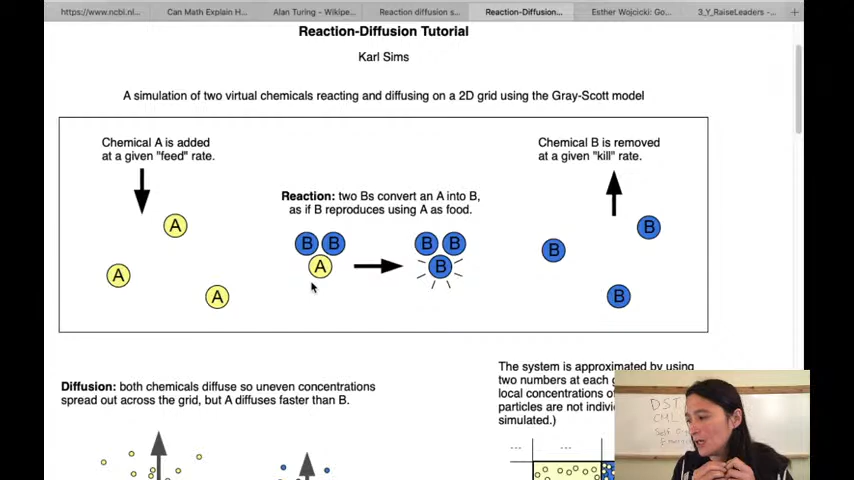 https://www.ncbi.nl...
Can Math Explain H...
Alan Turing - Wikipe...
Reaction diffusion s...
Reaction-Diffusion...
Esther Wojcicki: Go...
3_Y_RaiseLeaders -...
Reaction-Diffusion Tutorial
Karl Sims
A simulation of two virtual chemicals reacting and diffusing on a 2D grid using the Gray-Scott model
Chemical A is added
at a given "feed" rate.
Chemical B is removed
at a given "kill" rate.
Reaction: two Bs convert an A into B,
as if B reproduces using A as food.
A
B B
B B
B
A
B
B
A
A
B
Diffusion: both chemicals diffuse so uneven concentrations
spread out across the grid, but A diffuses faster than B.
The system is approximated by using
two numbers at each
local concentrations of
particles are not
simulated.)
DST
CML
Self